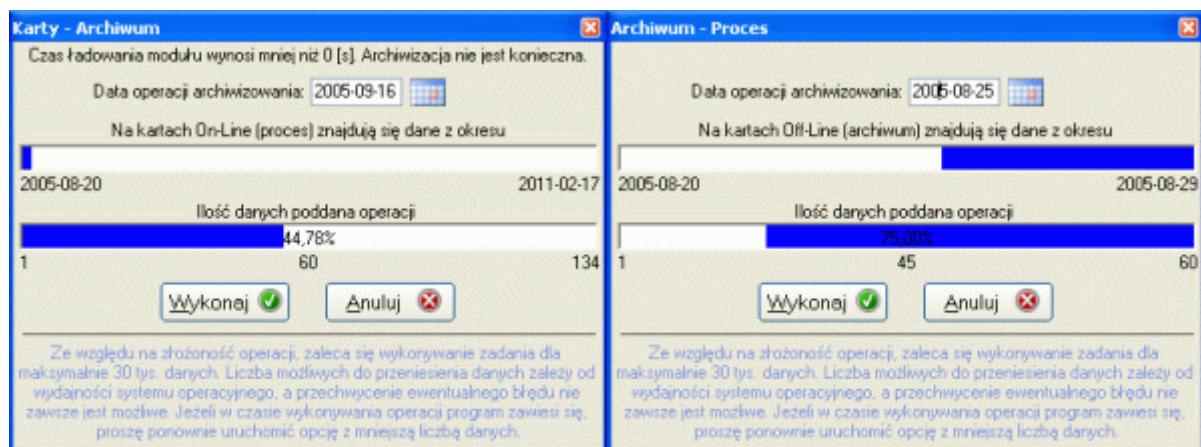 Karty - Archiwum
Czas ładowania modułu wynosi mniej niż 0 [s]. Archiwizacja nie jest konieczna.
Data operacji archiwizowania: 2005-09-16
Na kartach On-Line (proces) znajdują się dane z okresu
2005-08-20 2011-02-17
Ilość danych poddana operacji
44,78%
1 60 134
Wykonaj Anuluj
Ze względu na złożoność operacji, zaleca się wykonywanie zadania dla
maksymalnie 30 tys. danych. Liczba możliwych do przeniesienia danych zależy od
wydajności systemu operacyjnego, a przechwycenie ewentualnego błędu nie
zawsze jest możliwe. Jeżeli w czasie wykonywania operacji program zawiesi się,
proszę ponownie uruchomić opcję z mniejszą liczbą danych.
Archiwum - Proces
Data operacji archiwizowania: 2005-08-25
Na kartach Off-Line (archiwum) znajdują się dane z okresu
2005-08-20 2005-08-29
Ilość danych poddana operacji
75,00%
1 45 60
Wykonaj Anuluj
Ze względu na złożoność operacji, zaleca się wykonywanie zadania dla
maksymalnie 30 tys. danych. Liczba możliwych do przeniesienia danych zależy od
wydajności systemu operacyjnego, a przechwycenie ewentualnego błędu nie
zawsze jest możliwe. Jeżeli w czasie wykonywania operacji program zawiesi się,
proszę ponownie uruchomić opcję z mniejszą liczbą danych.